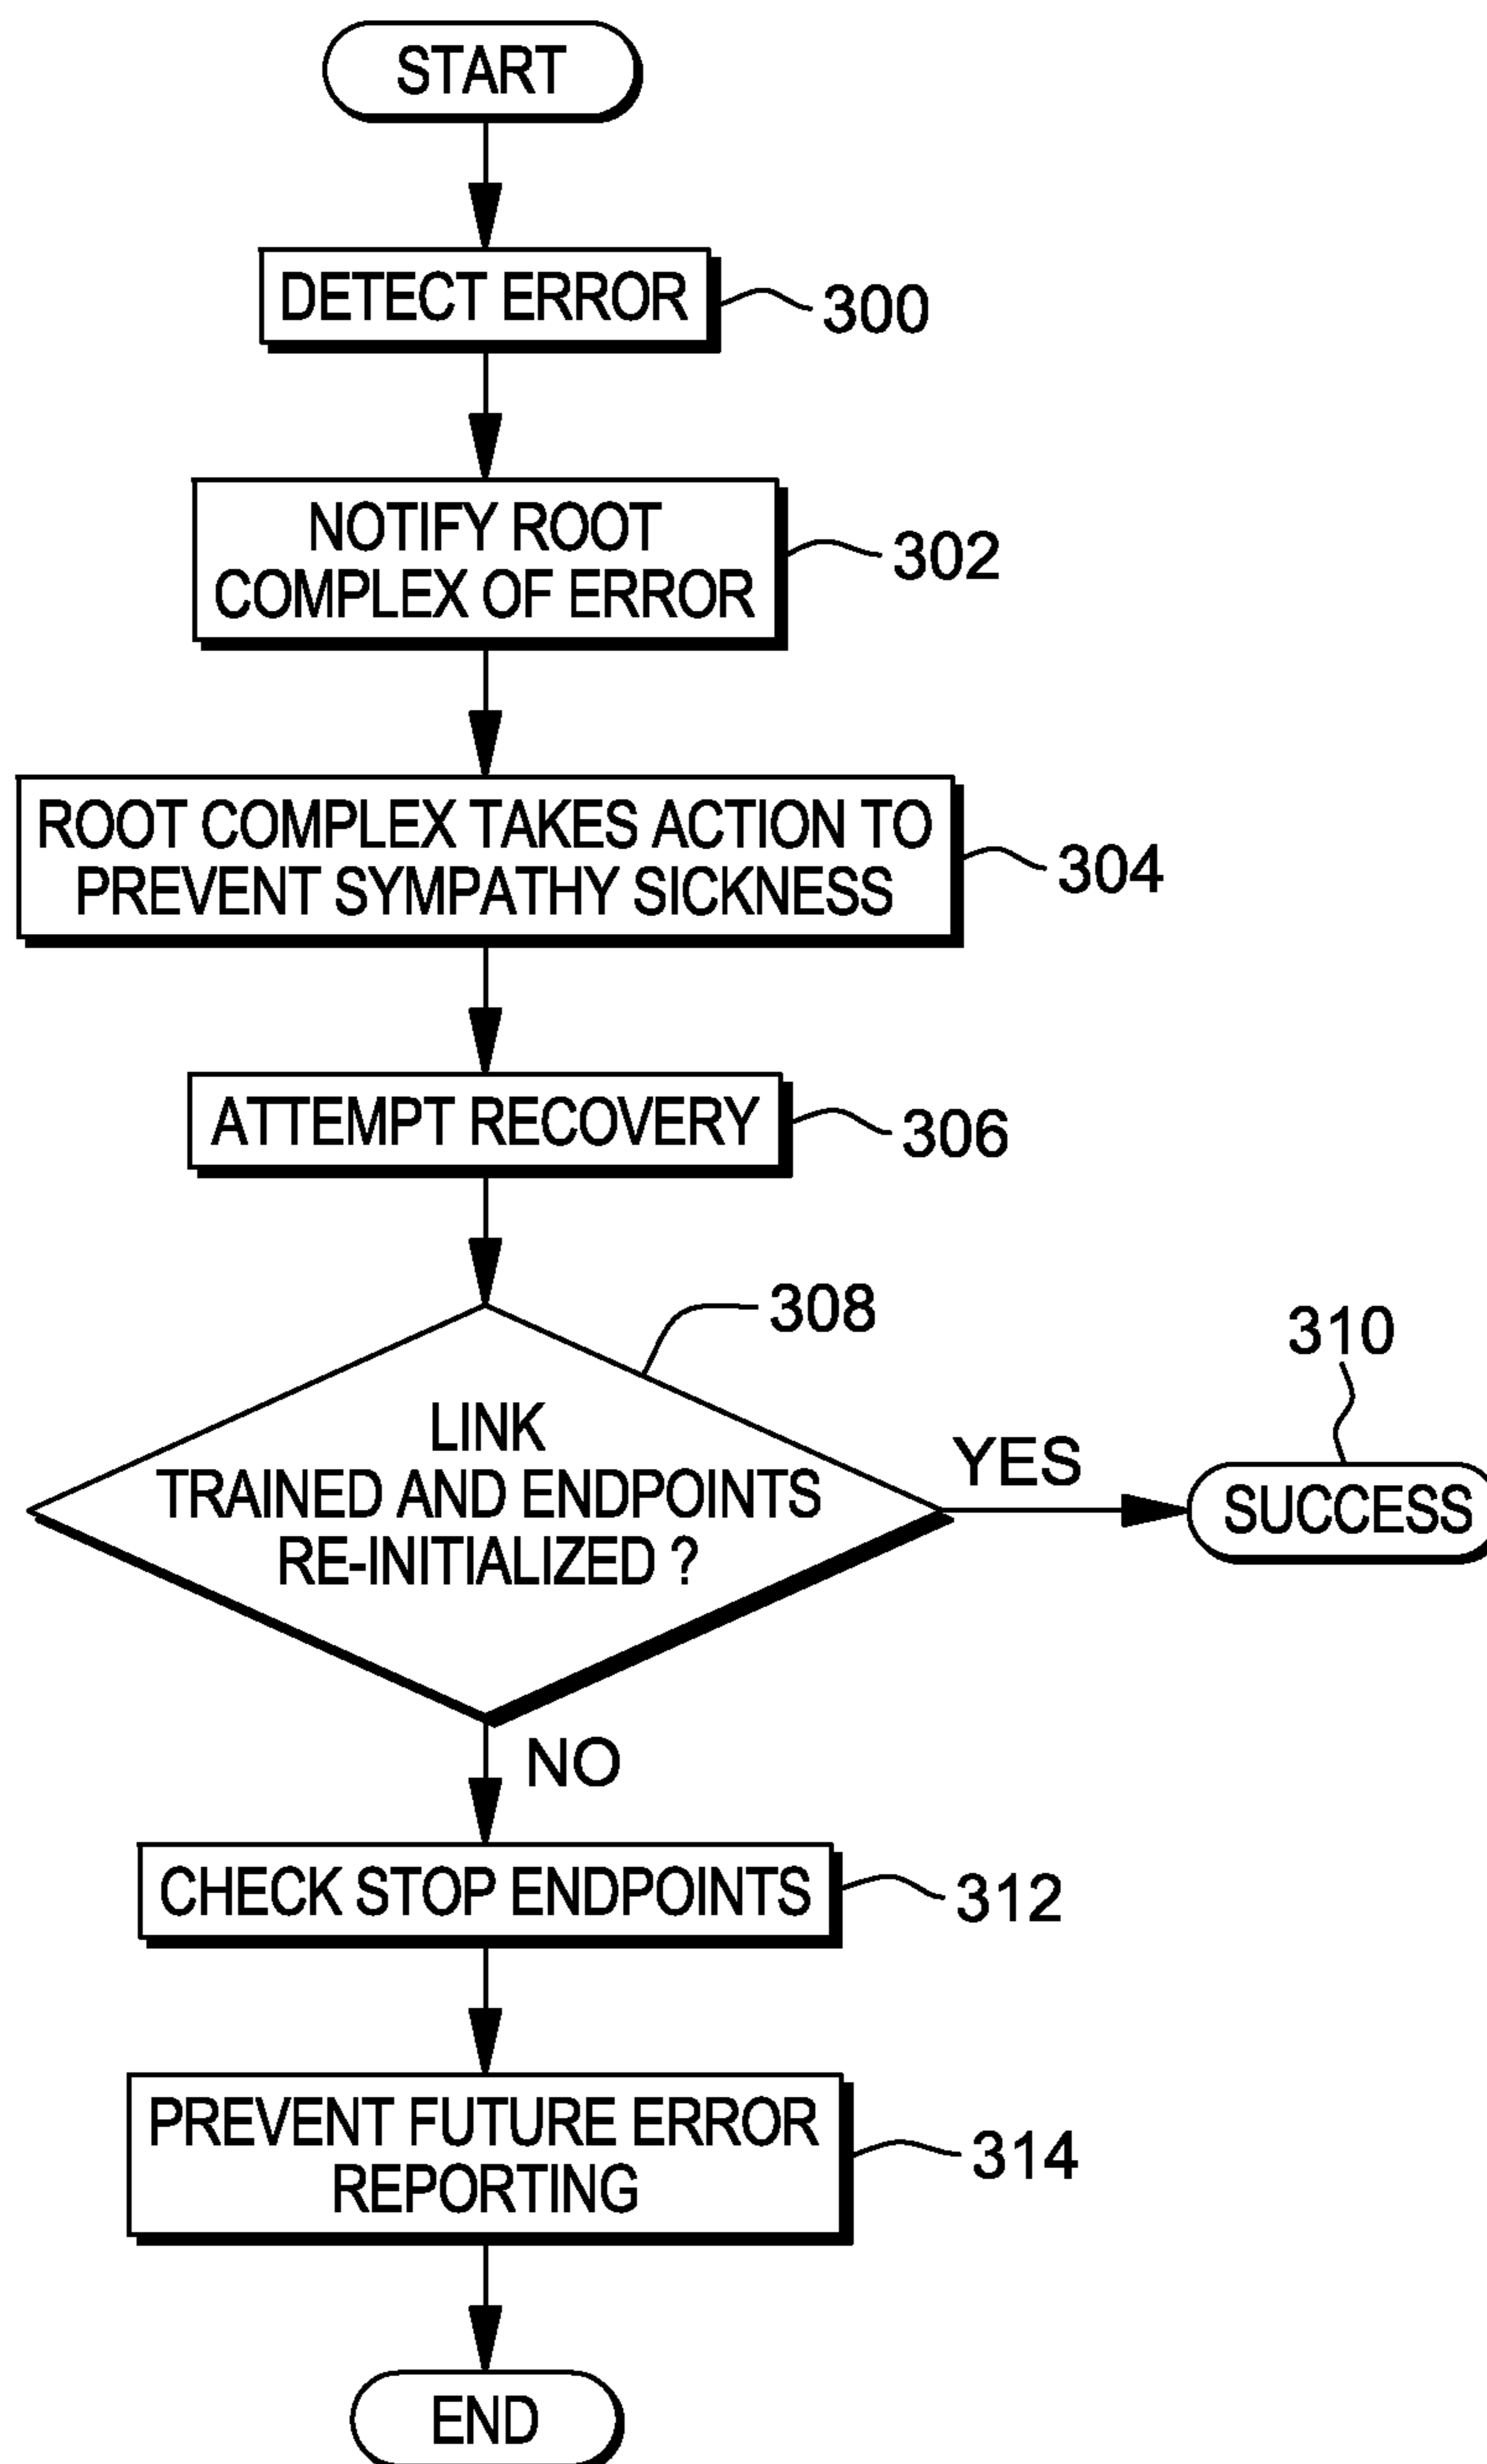 START
DETECT ERROR
300
NOTIFY ROOT
COMPLEX OF ERROR
302
ROOT COMPLEX TAKES ACTION TO
PREVENT SYMPATHY SICKNESS
304
ATTEMPT RECOVERY
306
308
LINK
TRAINED AND ENDPOINTS
RE-INITIALIZED ?
YES
310
SUCCESS
NO
CHECK STOP ENDPOINTS
312
PREVENT FUTURE ERROR
REPORTING
314
END